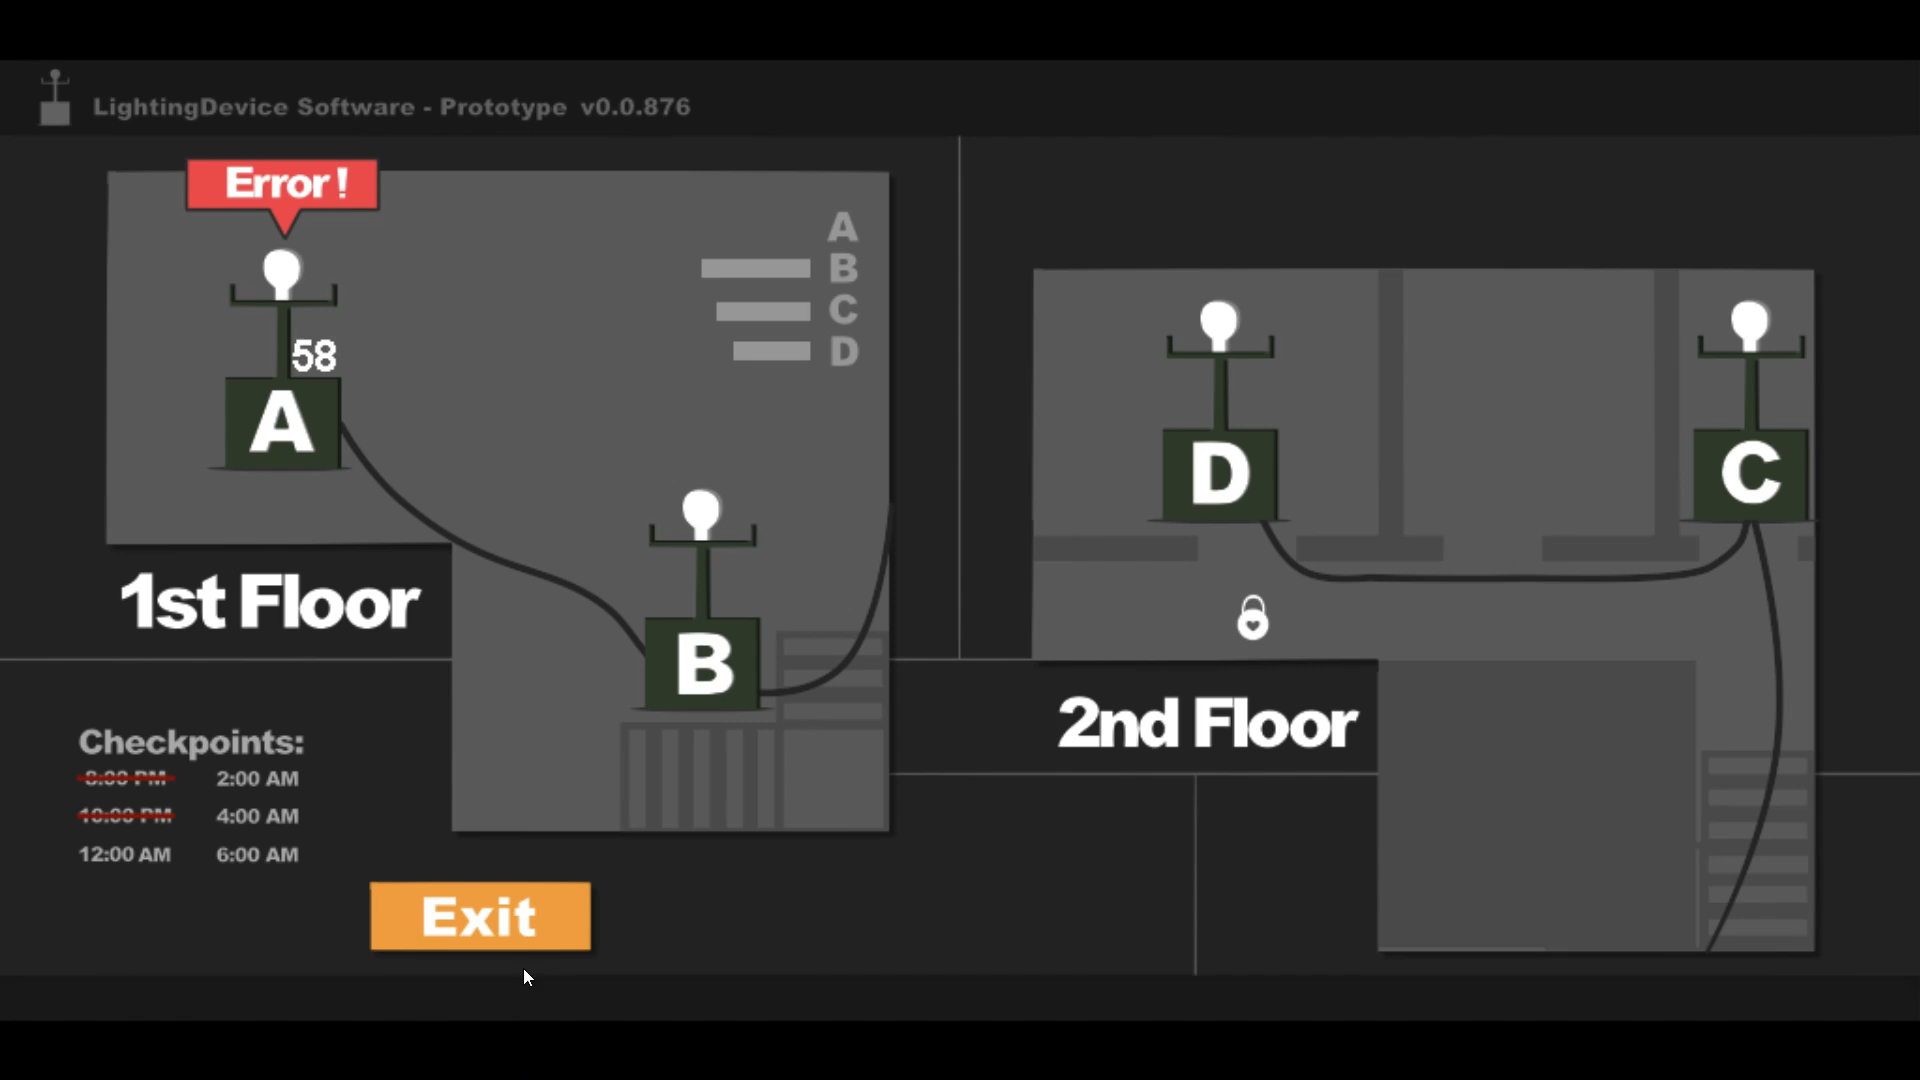 LightingDevice Software - Prototype v0.0.876
Error !
A
B
C
D
58
A
B
1st Floor
D
C
2nd Floor
Checkpoints:
8:00 PM 2:00 AM
10:00 PM 4:00 AM
12:00 AM 6:00 AM
Exit